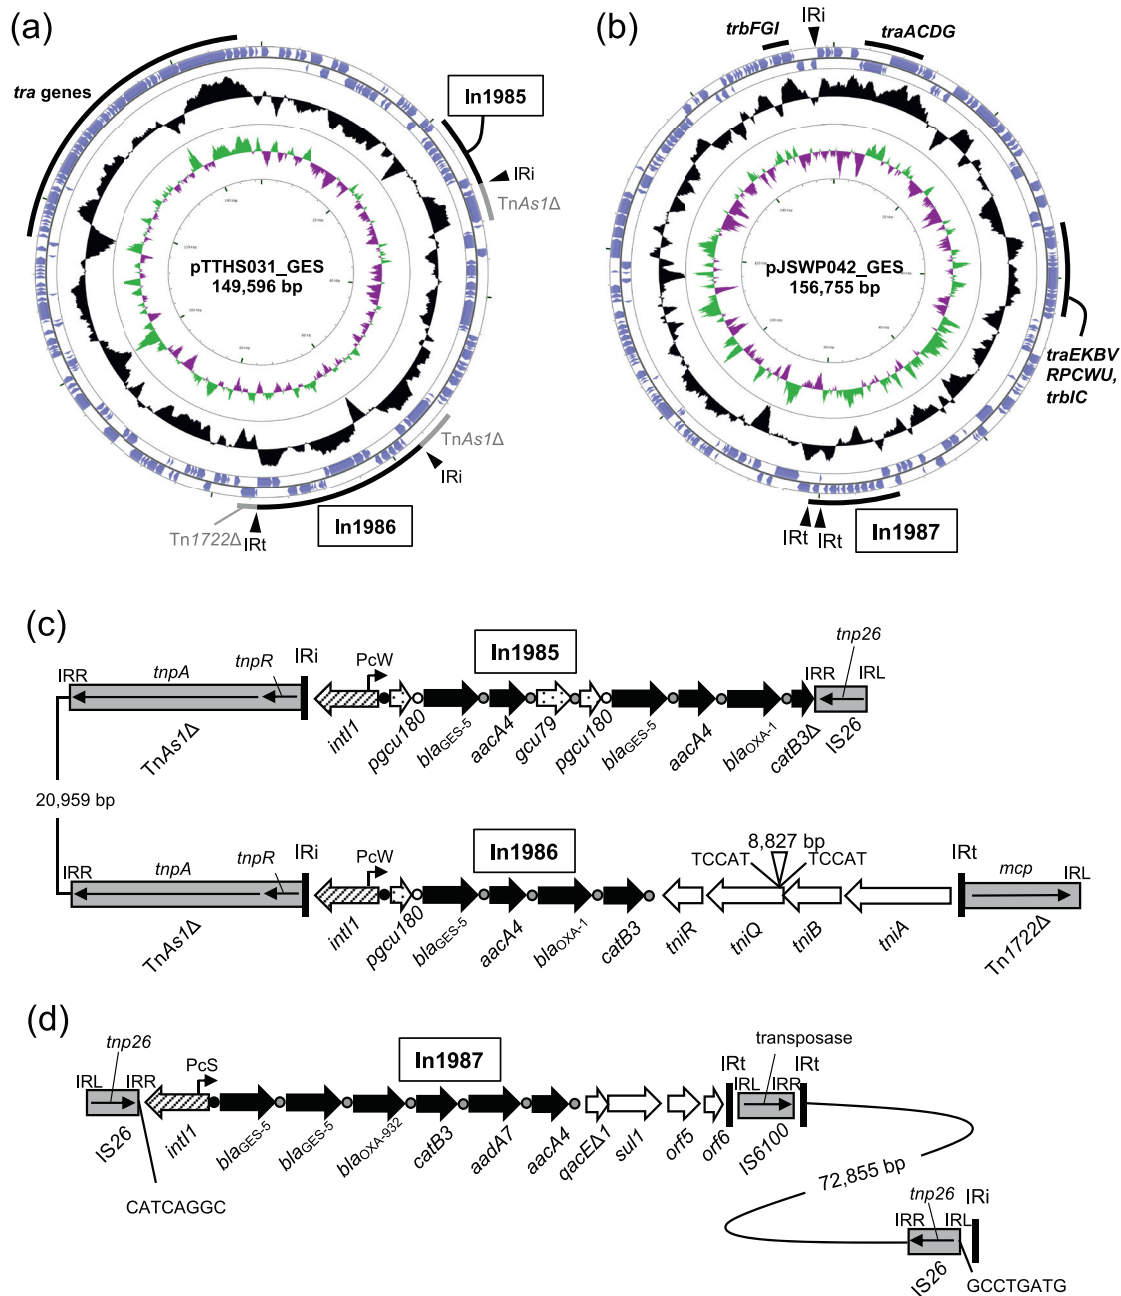 (a)
tra genes
In1985
IRi
TnAs1Δ
pTTHS031_GES
149,596 bp
TnAs1Δ
IRi
In1986
IRt
Tn1722Δ
(b)
trbFGI
IRi
traACDG
pJSWP042_GES
156,755 bp
traEKBV
RPCWU,
trbIC
IRt
IRt
In1987
(c)
IRR
tnpA
tnpR
IRi
PcW
In1985
tnp26
IRR
IRL
TnAs1Δ
intI1
pgcu180
blaGES-5
aacA4
gcu79
pgcu180
blaGES-5
aacA4
blaOXA-1
catB3Δ
IS26
20,959 bp
IRR
tnpA
tnpR
IRi
PcW
In1986
8,827 bp
TCCAT
TCCAT
IRt
mcp
IRL
TnAs1Δ
intI1
pgcu180
blaGES-5
aacA4
blaOXA-1
catB3
tniR
tniQ
tniB
tniA
Tn1722Δ
(d)
tnp26
IRL
IRR
PcS
In1987
transposase
IRt
IRL
IRR
IRt
IS26
intI1
blaGES-5
blaGES-5
blaOXA-932
catB3
aadA7
aacA4
qacEΔ1
sul1
orf5
orf6
IS6100
CATCAGGC
72,855 bp
tnp26
IRR
IRL
IRi
IS26
GCCTGATG